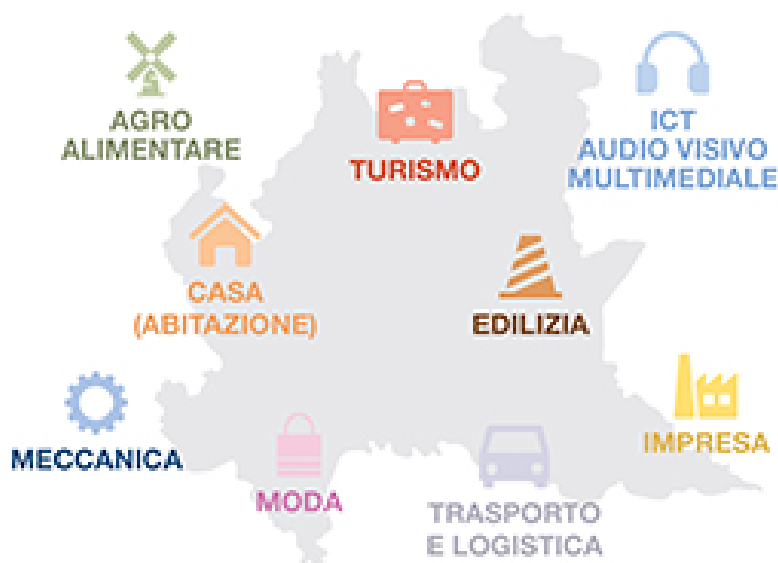 AGRO
ALIMENTARE
TURISMO
ICT
AUDIO VISIVO
MULTIMEDIALE
CASA
(ABITAZIONE)
EDILIZIA
MECCANICA
MODA
TRASPORTO
E LOGISTICA
IMPRESA